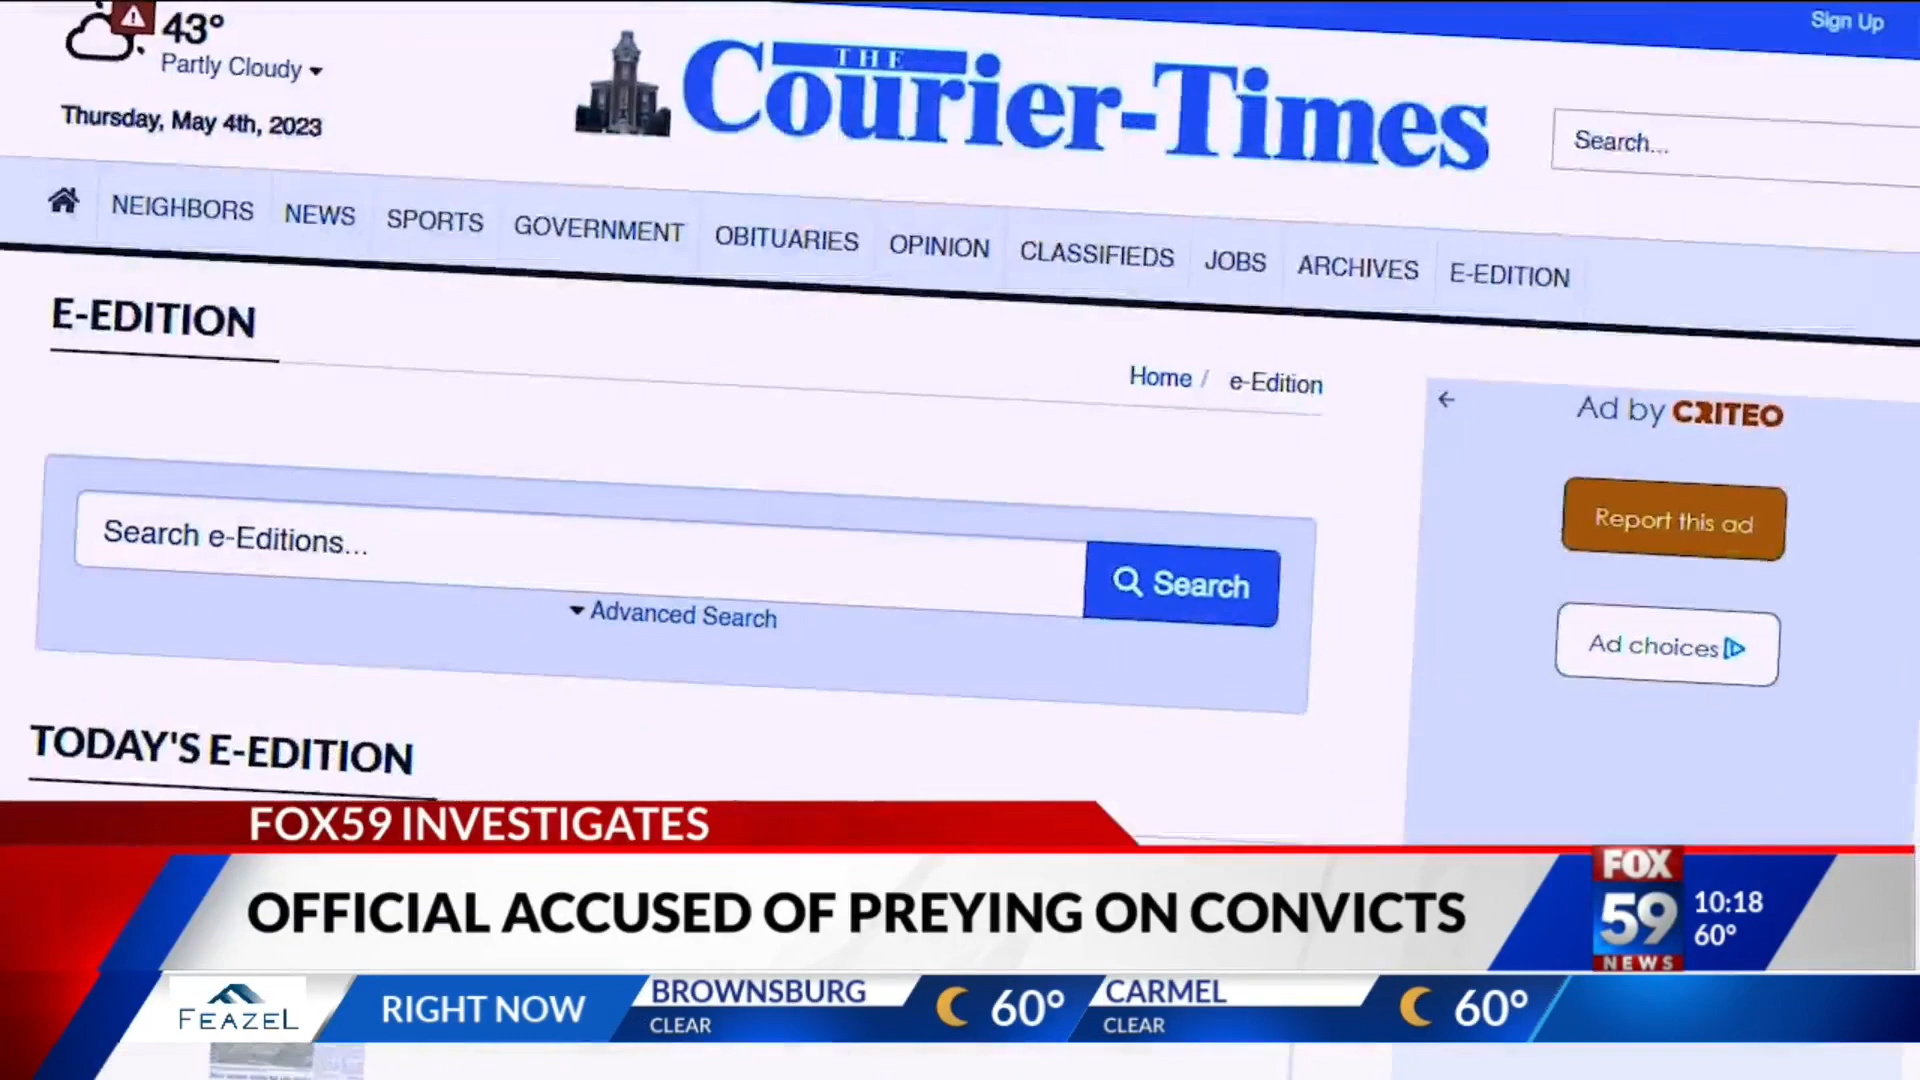 Sign Up
43°
Partly Cloudy
Thursday, May 4th, 2023
THE
Courier-Times
Search...
NEIGHBORS
NEWS
SPORTS
GOVERNMENT
OBITUARIES
OPINION
CLASSIFIEDS
JOBS
ARCHIVES
E-EDITION
E-EDITION
Home / e-Edition
Ad by CRITEO
Report this ad
Ad choices
Search e-Editions...
Search
Advanced Search
TODAY'S E-EDITION
FOX59 INVESTIGATES
OFFICIAL ACCUSED OF PREYING ON CONVICTS
FOX
59
NEWS
10:18
60°
FEAZEL
RIGHT NOW
BROWNSBURG
CLEAR
60°
CARMEL
CLEAR
60°